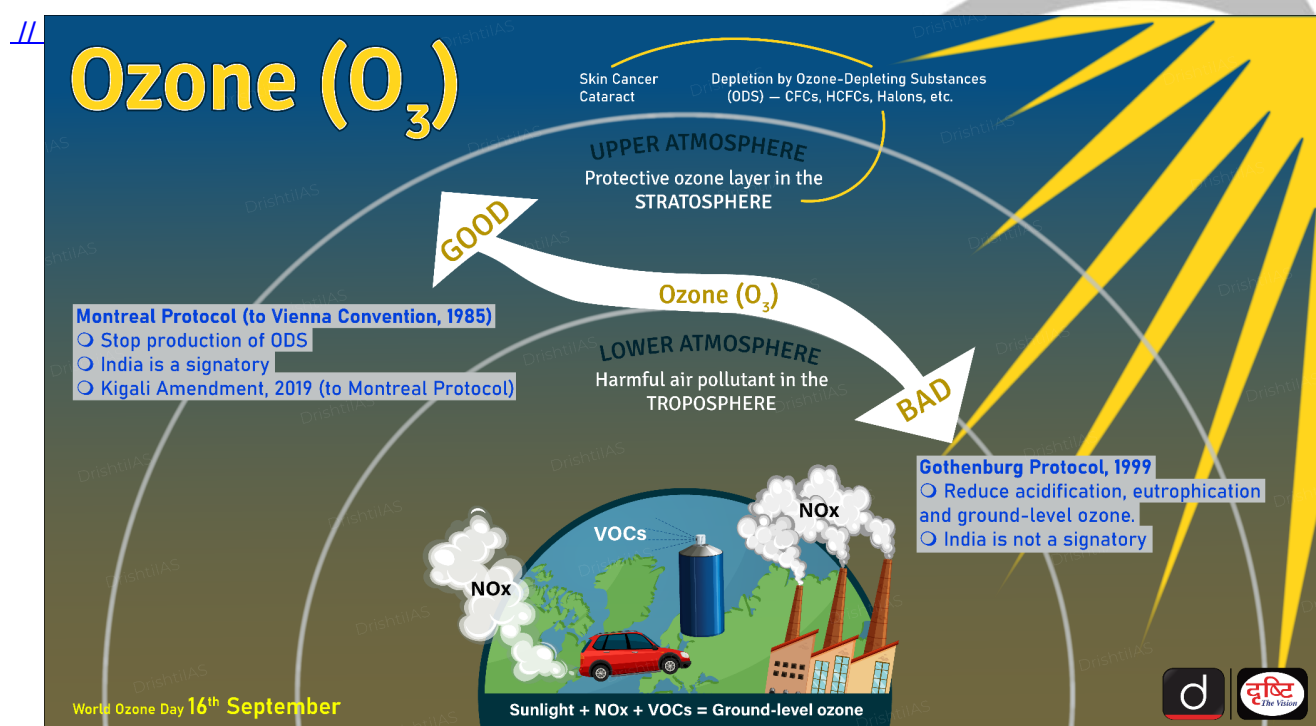 //
Ozone (O₃)
Skin Cancer
Cataract
Depletion by Ozone-Depleting Substances
(ODS) — CFCs, HCFCs, Halons, etc.
UPPER ATMOSPHERE
Protective ozone layer in the
STRATOSPHERE
GOOD
Ozone (O₃)
Montreal Protocol (to Vienna Convention, 1985)
❍ Stop production of ODS
❍ India is a signatory
❍ Kigali Amendment, 2019 (to Montreal Protocol)
LOWER ATMOSPHERE
Harmful air pollutant in the
TROPOSPHERE
BAD
Gothenburg Protocol, 1999
❍ Reduce acidification, eutrophication
and ground-level ozone.
❍ India is not a signatory
NOx
VOCs
NOx
World Ozone Day 16th September
Sunlight + NOx + VOCs = Ground-level ozone
d
दृष्टि
The Vision
DrishtiIAS